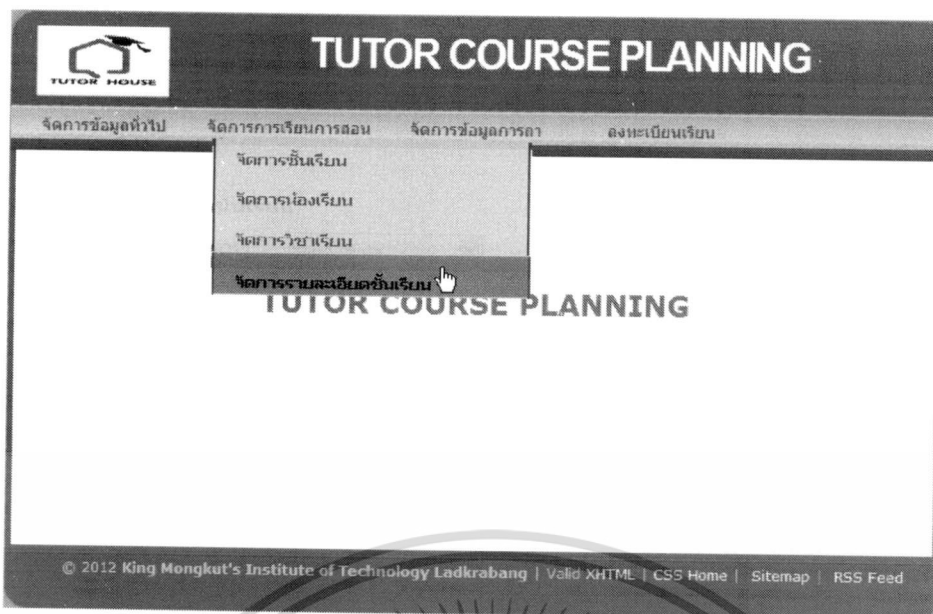 TUTOR HOUSE
TUTOR COURSE PLANNING
จัดการข้อมูลทั่วไป จัดการการเรียนการสอน จัดการข้อมูลการลา ลงทะเบียนเรียน
จัดการชั้นเรียน
จัดการห้องเรียน
จัดการวิชาเรียน
จัดการรายละเอียดชั้นเรียน
TUTOR COURSE PLANNING
© 2012 King Mongkut's Institute of Technology Ladkrabang | Valid XHTML | CSS Home | Sitemap | RSS Feed